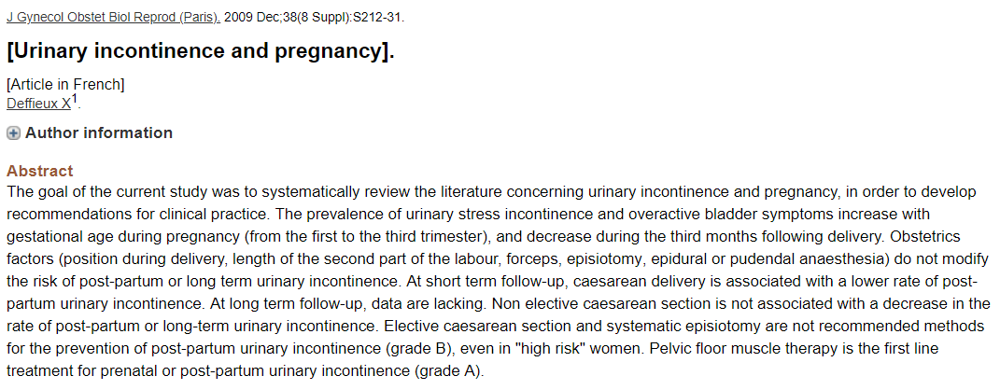 J Gynecol Obstet Biol Reprod (Paris). 2009 Dec;38(8 Suppl):S212-31.
[Urinary incontinence and pregnancy].
[Article in French]
Deffieux X1.
Author information
Abstract
The goal of the current study was to systematically review the literature concerning urinary incontinence and pregnancy, in order to develop
recommendations for clinical practice. The prevalence of urinary stress incontinence and overactive bladder symptoms increase with
gestational age during pregnancy (from the first to the third trimester), and decrease during the third months following delivery. Obstetrics
factors (position during delivery, length of the second part of the labour, forceps, episiotomy, epidural or pudendal anaesthesia) do not modify
the risk of post-partum or long term urinary incontinence. At short term follow-up, caesarean delivery is associated with a lower rate of post-
partum urinary incontinence. At long term follow-up, data are lacking. Non elective caesarean section is not associated with a decrease in the
rate of post-partum or long-term urinary incontinence. Elective caesarean section and systematic episiotomy are not recommended methods
for the prevention of post-partum urinary incontinence (grade B), even in "high risk" women. Pelvic floor muscle therapy is the first line
treatment for prenatal or post-partum urinary incontinence (grade A).